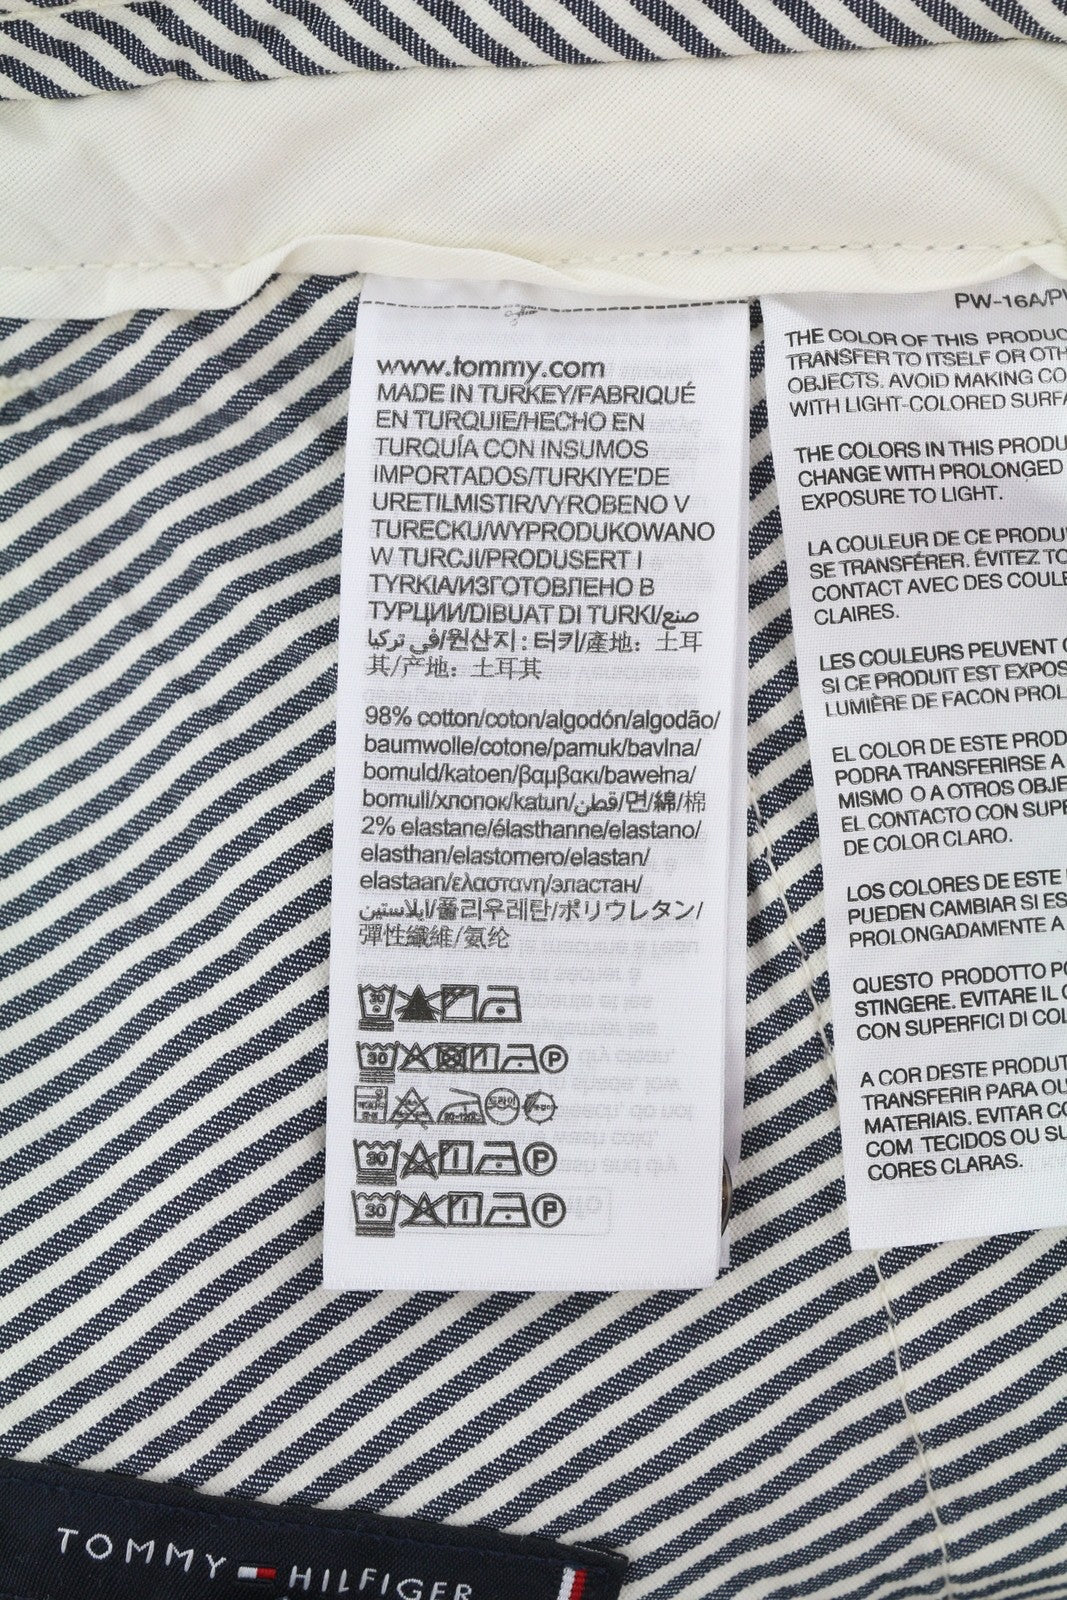 www.tommy.com
MADE IN TURKEY/FABRIQUÉ
EN TURQUIE/HECHO EN
TURQUÍA CON INSUMOS
IMPORTADOS/TURKIYE'DE
URETILMISTIR/VYROBENO V
TURECKU/WYPRODUKOWANO
W TURCJI/PRODUSERT I
TYRKIA/ИЗГОТОВЛЕНО В
ТУРЦИИ/DIBUAT DI TURKI/صنع
في تركيا/원산지 : 터키/產地：土耳
其/产地：土耳其
98% cotton/coton/algodón/algodão/
baumwolle/cotone/pamuk/bavlna/
bomuld/katoen/βαμβακι/bawełna/
bomull/хлопок/katun/قطن/면/綿/棉
2% elastane/élasthanne/elastano/
elasthan/elastomero/elastan/
elastaan/ελαστανη/эластан/
ايلاستين/폴리우레탄/ポリウレタン/
彈性纖維/氨纶
30
30 P
30 P
30 P
PW-16A/PW
THE COLOR OF THIS PRODUC
TRANSFER TO ITSELF OR OTH
OBJECTS. AVOID MAKING CO
WITH LIGHT-COLORED SURFA
THE COLORS IN THIS PRODU
CHANGE WITH PROLONGED
EXPOSURE TO LIGHT.
LA COULEUR DE CE PRODU
SE TRANSFÉRER. ÉVITEZ TO
CONTACT AVEC DES COULE
CLAIRES.
LES COULEURS PEUVENT
SI CE PRODUIT EST EXPOS
LUMIÈRE DE FACON PROL
EL COLOR DE ESTE PROD
PODRA TRANSFERIRSE A
MISMO O A OTROS OBJE
EL CONTACTO CON SUPE
DE COLOR CLARO.
LOS COLORES DE ESTE
PUEDEN CAMBIAR SI ES
PROLONGADAMENTE A
QUESTO PRODOTTO PO
STINGERE. EVITARE IL
CON SUPERFICI DI COL
A COR DESTE PRODUT
TRANSFERIR PARA OU
MATERIAIS. EVITAR CO
COM TECIDOS OU SU
CORES CLARAS.
TOMMY HILFIGER